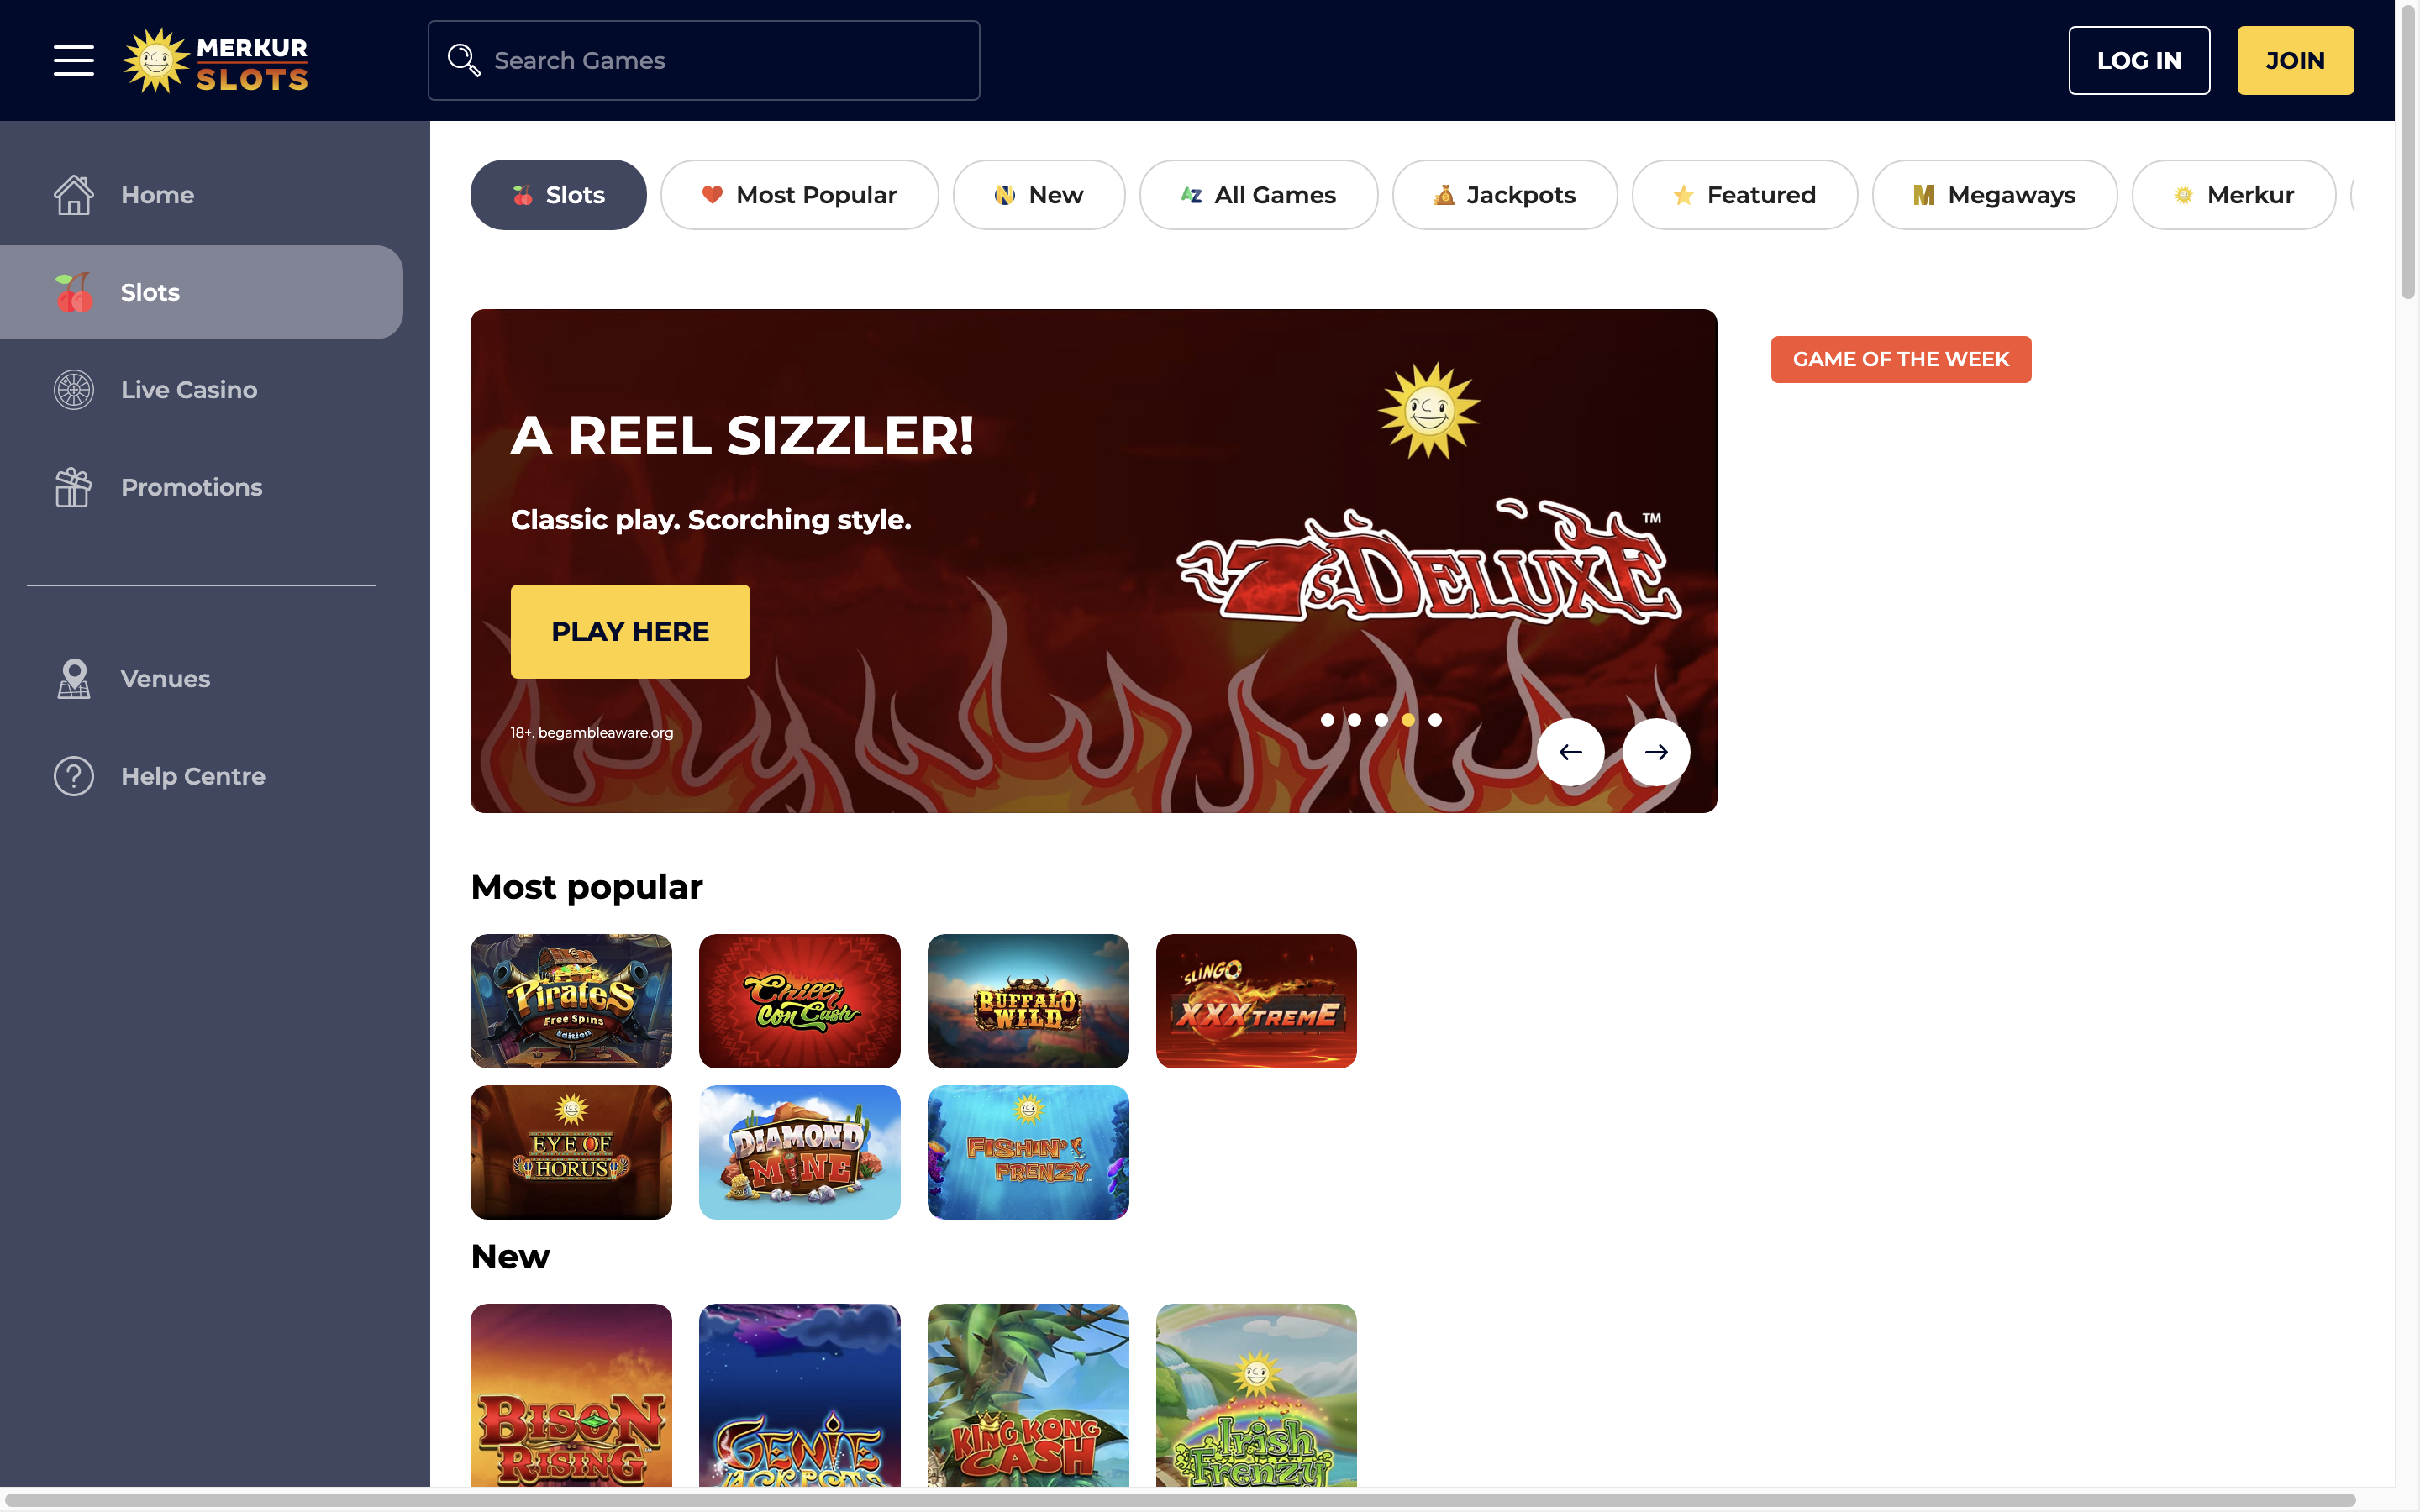 MERKUR
SLOTS
Search Games
LOG IN
JOIN
Home
Slots
Live Casino
Promotions
Venues
Help Centre
Slots
Most Popular
New
AZ All Games
Jackpots
Featured
M Megaways
Merkur
A REEL SIZZLER!
Classic play. Scorching style.
PLAY HERE
18+. begambleaware.org
7s DELUXE™
GAME OF THE WEEK
Most popular
Pirates
Free Spins
Edition
Chilli
Con Cash
BUFFALO
WILD
SLINGO
XXXTREME
EYE OF
HORUS
DIAMOND
MINE
FISHIN'
FRENZY™
New
BISON
RISING
GENIE
JACKPOTS
KING KONG
CASH
Irish
Frenzy